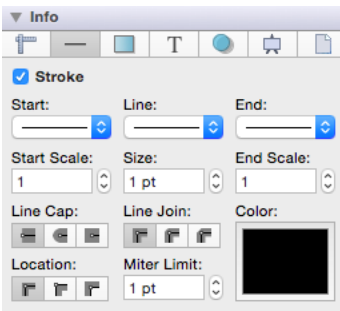 Info
T
Stroke
Start: Line: End:
Start Scale: Size: End Scale:
1 1 pt 1
Line Cap: Line Join: Color:
Location: Miter Limit:
1 pt